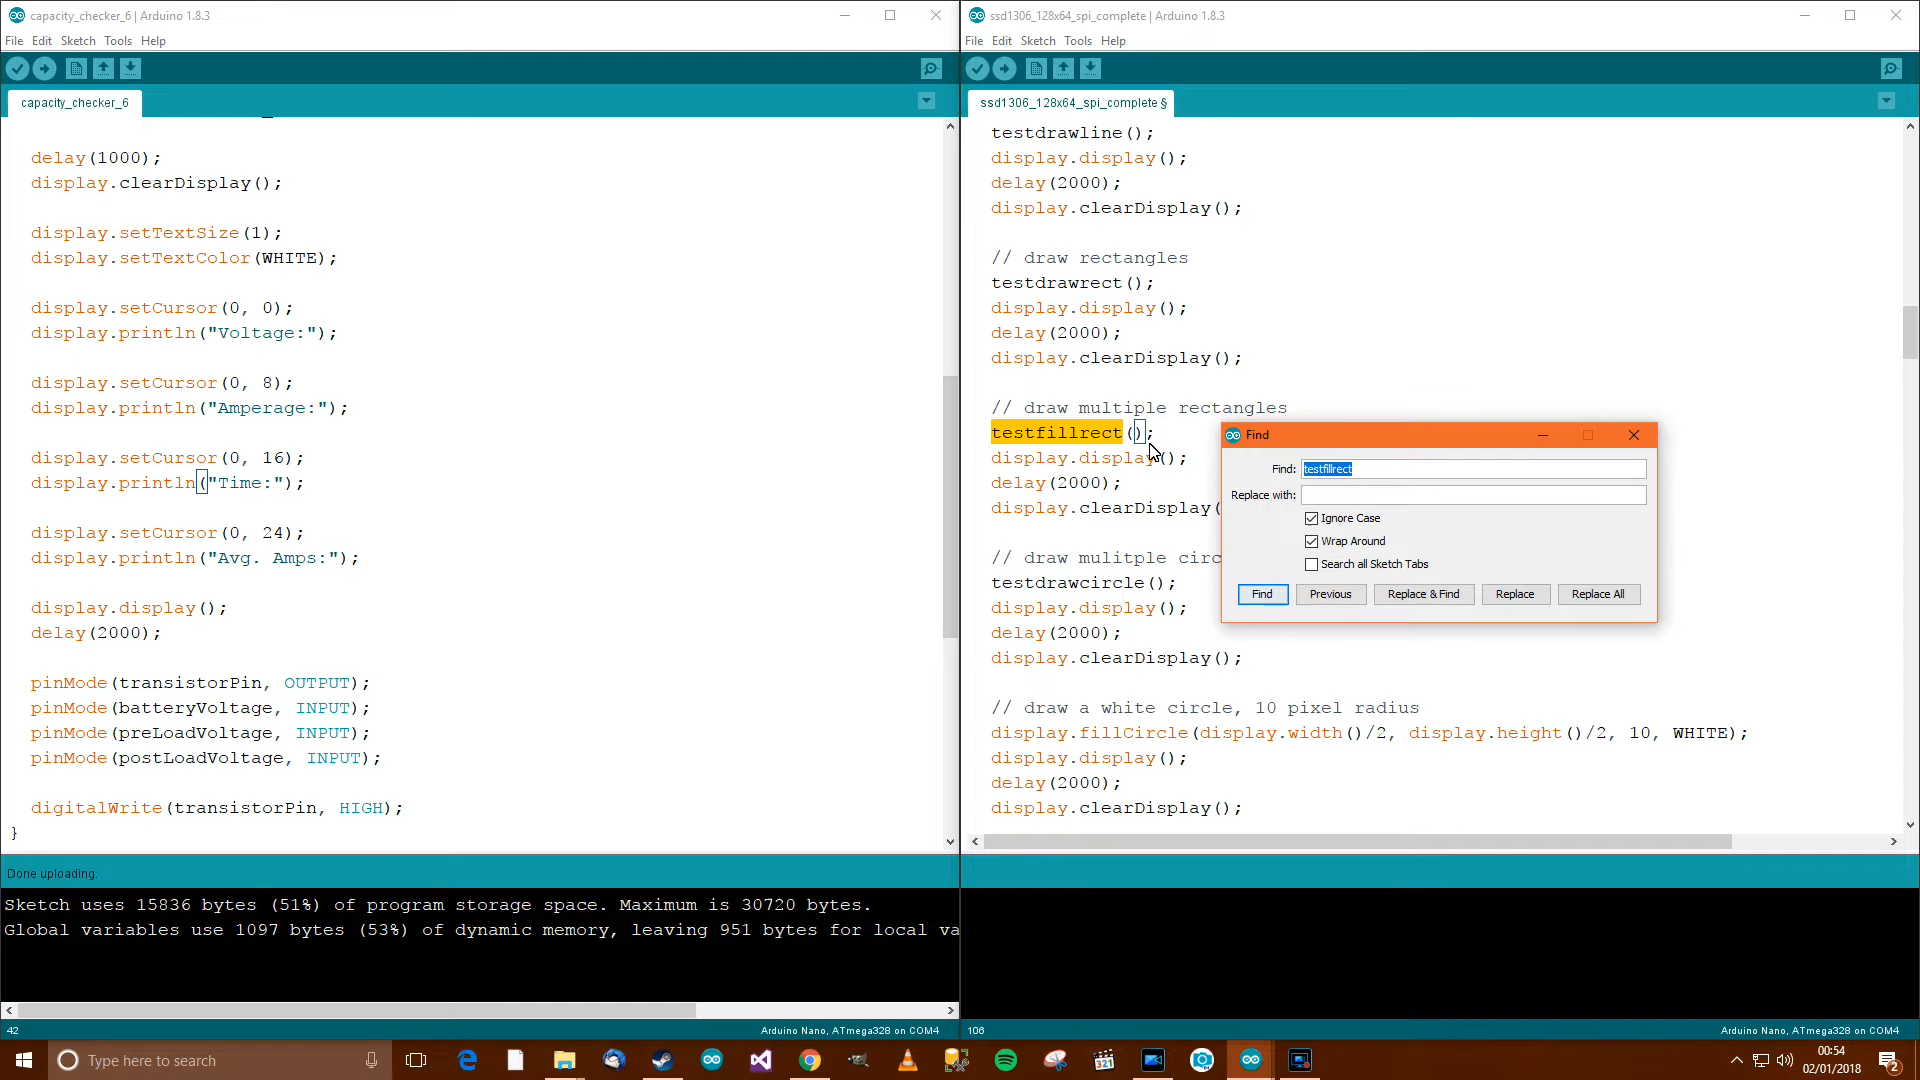 capacity_checker_6 | Arduino 1.8.3
File Edit Sketch Tools Help
capacity_checker_6
delay(1000);
display.clearDisplay();
display.setTextSize(1);
display.setTextColor(WHITE);
display.setCursor(0, 0);
display.println("Voltage:");
display.setCursor(0, 8);
display.println("Amperage:");
display.setCursor(0, 16);
display.println("Time:");
display.setCursor(0, 24);
display.println("Avg. Amps:");
display.display();
delay(2000);
pinMode(transistorPin, OUTPUT);
pinMode(batteryVoltage, INPUT);
pinMode(preLoadVoltage, INPUT);
pinMode(postLoadVoltage, INPUT);
digitalWrite(transistorPin, HIGH);
}
Done uploading.
Sketch uses 15836 bytes (51%) of program storage space. Maximum is 30720 bytes.
Global variables use 1097 bytes (53%) of dynamic memory, leaving 951 bytes for local va
42 Arduino Nano, ATmega328 on COM4
ssd1306_128x64_spi_complete | Arduino 1.8.3
File Edit Sketch Tools Help
ssd1306_128x64_spi_complete §
testdrawline();
display.display();
delay(2000);
display.clearDisplay();
// draw rectangles
testdrawrect();
display.display();
delay(2000);
display.clearDisplay();
// draw multiple rectangles
testfillrect();
display.display();
delay(2000);
display.clearDisplay(
// draw mulitple circ
testdrawcircle();
display.display();
delay(2000);
display.clearDisplay();
// draw a white circle, 10 pixel radius
display.fillCircle(display.width()/2, display.height()/2, 10, WHITE);
display.display();
delay(2000);
display.clearDisplay();
Find
Find: testfillrect
Replace with:
Ignore Case
Wrap Around
Search all Sketch Tabs
Find Previous Replace & Find Replace Replace All
106 Arduino Nano, ATmega328 on COM4
Type here to search
321
00:54
02/01/2018
2